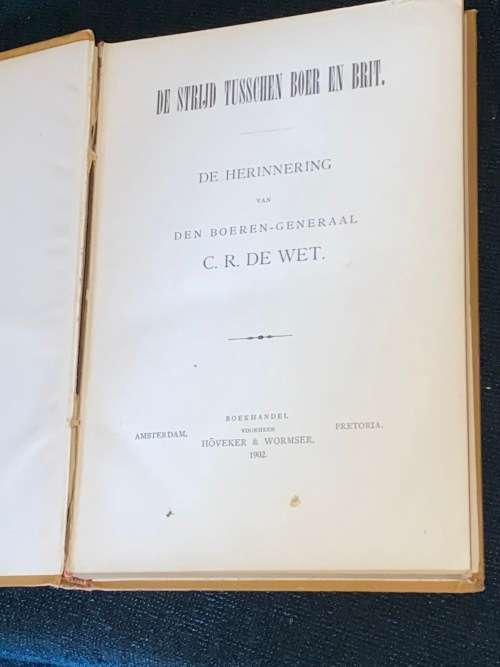 DE STRIJD TUSSCHEN BOER EN BRIT.
DE HERINNERING
VAN
DEN BOEREN-GENERAAL
C. R. DE WET.
BOEKHANDEL
VOORHEEN
AMSTERDAM. HÖVEKER & WORMSER. PRETORIA.
1902.